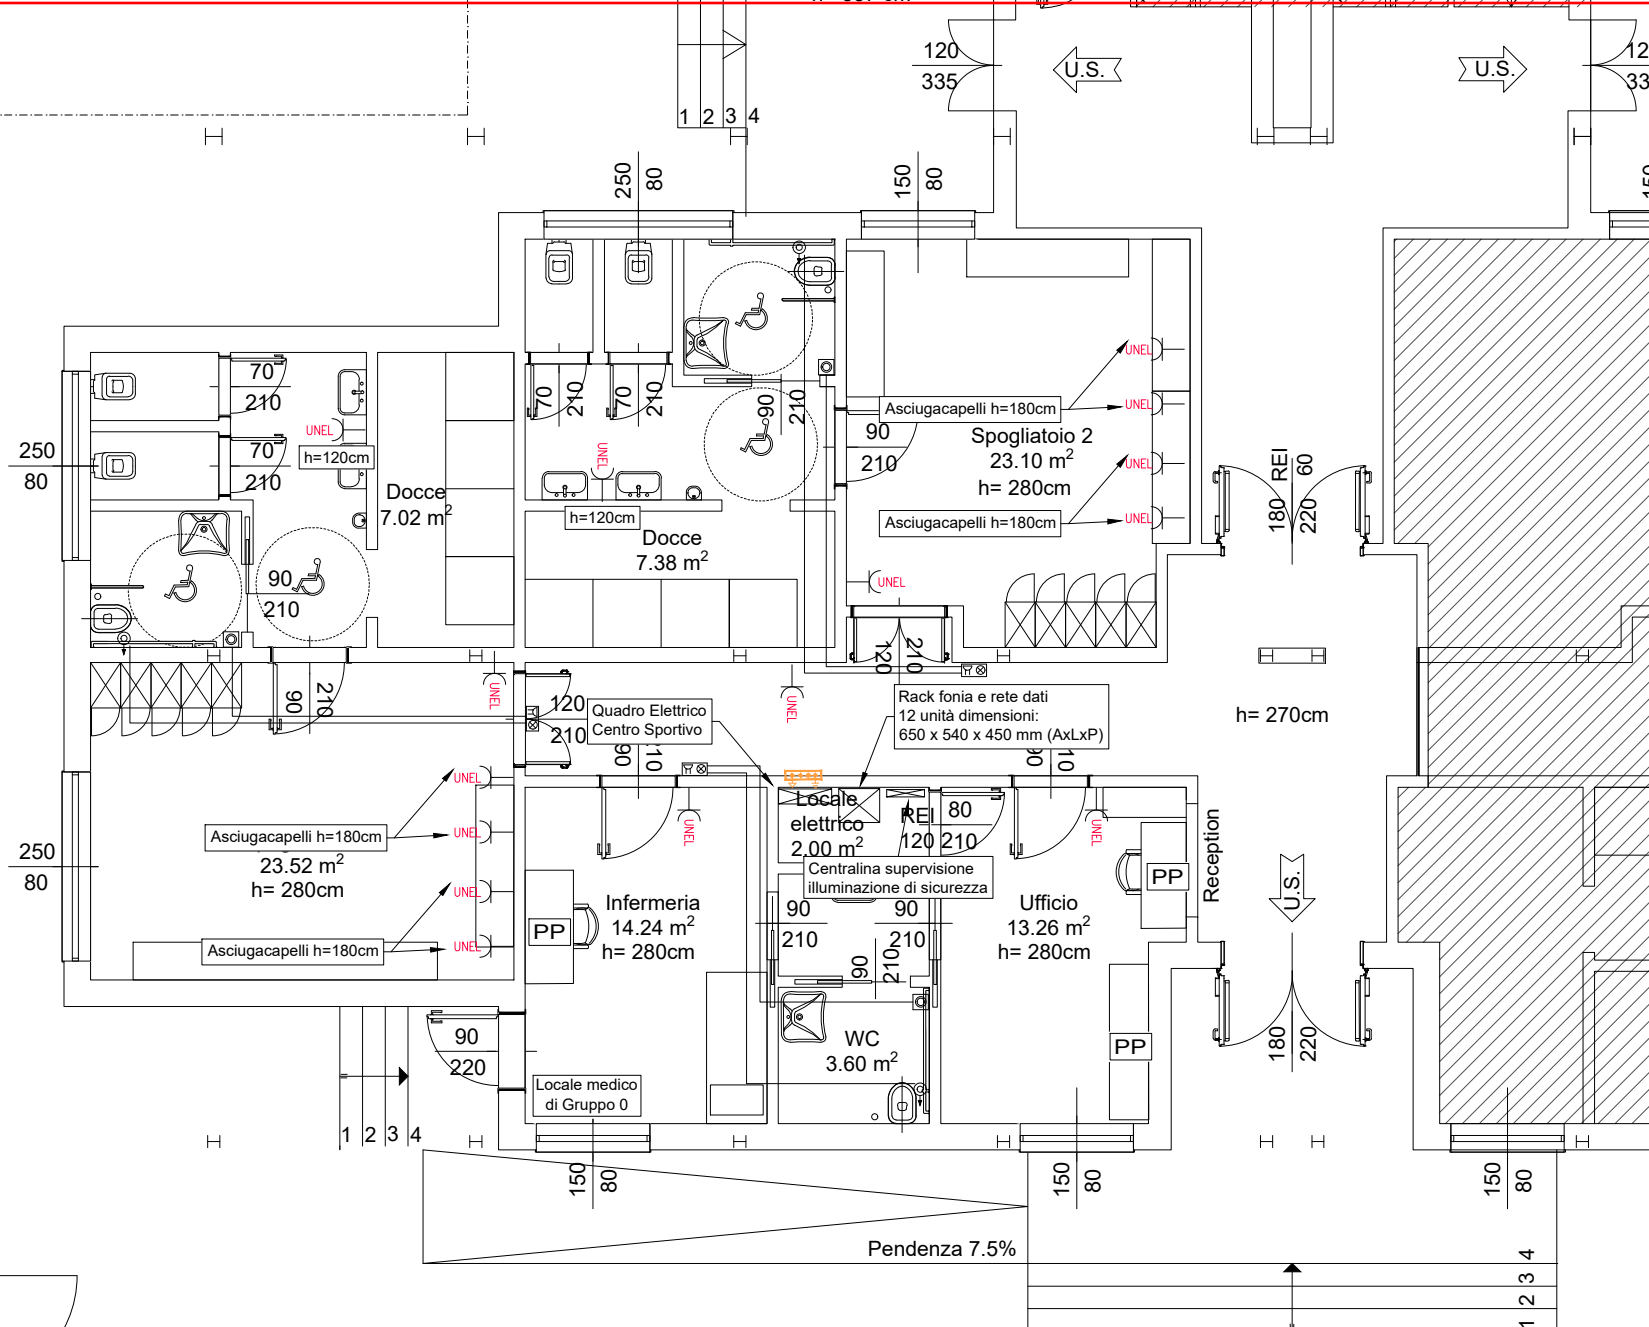 120
335
U.S.
U.S.
1 2 3 4
250
80
150
80
70
210
70
210
70
210
70
210
90
210
UNEL
Asciugacapelli h=180cm
UNEL
90
210
Spogliatoio 2
23.10 m²
h= 280cm
UNEL
Asciugacapelli h=180cm
UNEL
UNEL
250
80
UNEL
h=120cm
UNEL
h=120cm
Docce
7.02 m²
Docce
7.38 m²
90
210
180
220
REI
60
120
210
90
210
UNEL
UNEL
120
210
Quadro Elettrico
Centro Sportivo
Rack fonia e rete dati
12 unità dimensioni:
650 x 540 x 450 mm (AxLxP)
h= 270cm
UNEL
Asciugacapelli h=180cm
UNEL
23.52 m²
h= 280cm
UNEL
Asciugacapelli h=180cm
UNEL
250
80
UNEL
Locale
elettrico
2.00 m²
REI
120
80
210
UNEL
Centralina supervisione
illuminazione di sicurezza
Reception
PP
U.S.
Infermeria
14.24 m²
h= 280cm
PP
90
210
90
210
90
210
Ufficio
13.26 m²
h= 280cm
PP
WC
3.60 m²
90
220
Locale medico
di Gruppo 0
180
220
1 2 3 4
150
80
150
80
150
80
Pendenza 7.5%
4
3
2
1